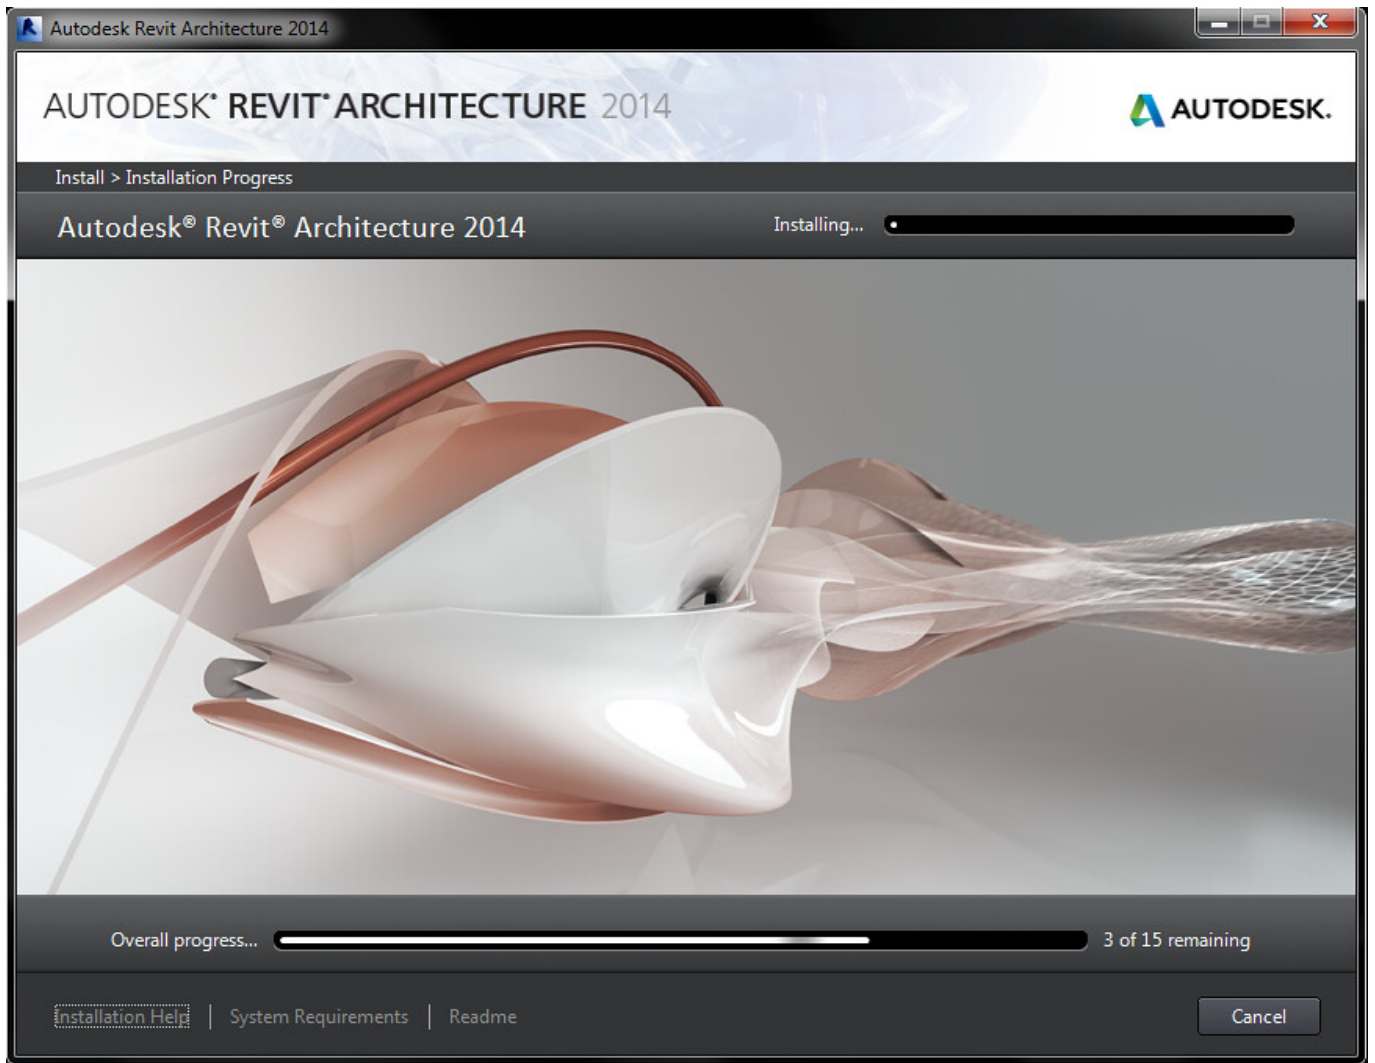 Autodesk Revit Architecture 2014
AUTODESK® REVIT® ARCHITECTURE 2014
AUTODESK.
Install > Installation Progress
Autodesk® Revit® Architecture 2014
Installing...
Overall progress...
3 of 15 remaining
Installation Help | System Requirements | Readme
Cancel